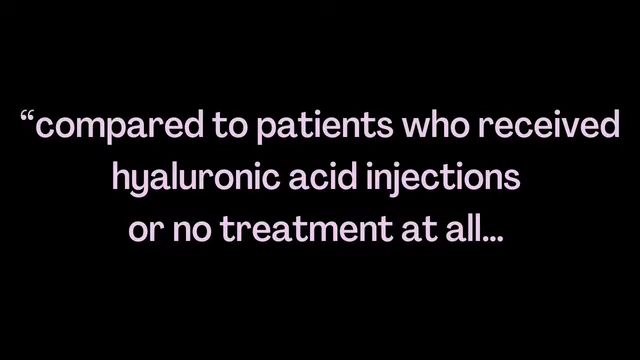 “compared to patients who received
hyaluronic acid injections
or no treatment at all...